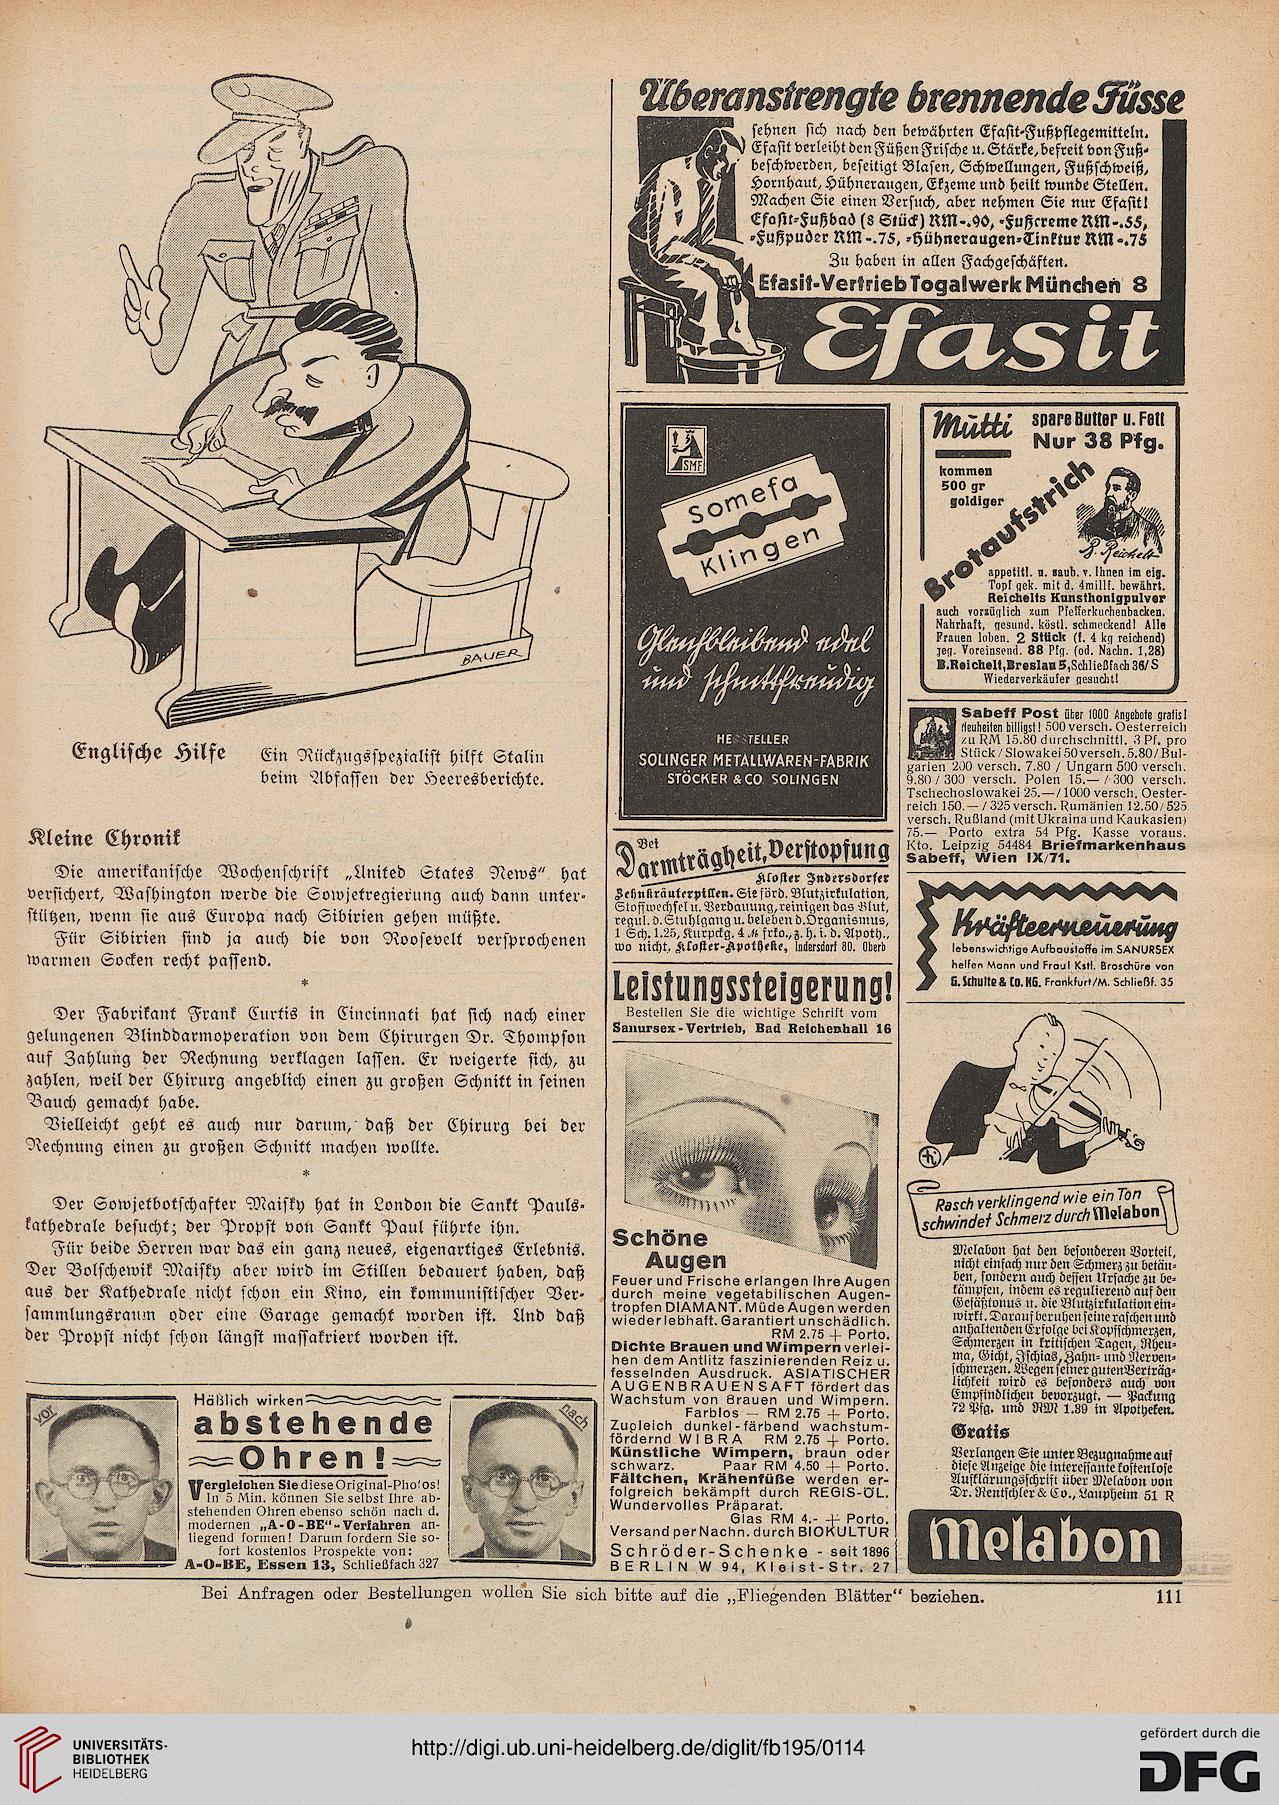 BAUER
Englische Hilfe
Ein Rückzugsspezialist hilft Stalin
beim Abfassen der Heeresberichte.
Kleine Chronik
Die amerikanische Wochenschrift „United States News“ hat
versichert, Washington werde die Sowjetregierung auch dann unter-
stützen, wenn sie aus Europa nach Sibirien gehen müßte.
Für Sibirien sind ja auch die von Roosevelt versprochenen
warmen Socken recht passend.
*
Der Fabrikant Frank Curtis in Cincinnati hat sich nach einer
gelungenen Blinddarmoperation von dem Chirurgen Dr. Thompson
auf Zahlung der Rechnung verklagen lassen. Er weigerte sich, zu
zahlen, weil der Chirurg angeblich einen zu großen Schnitt in seinen
Bauch gemacht habe.
Vielleicht geht es auch nur darum, daß der Chirurg bei der
Rechnung einen zu großen Schnitt machen wollte.
*
Der Sowjetbotschafter Maisky hat in London die Sankt Pauls-
kathedrale besucht; der Propst von Sankt Paul führte ihn.
Für beide Herren war das ein ganz neues, eigenartiges Erlebnis.
Der Bolschewik Maisky aber wird im Stillen bedauert haben, daß
aus der Kathedrale nicht schon ein Kino, ein kommunistischer Ver-
sammlungsraum oder eine Garage gemacht worden ist. Und daß
der Propst nicht schon längst massakriert worden ist.
vor
Häßlich wirken
abstehende
Ohren!
Vergleichen Sie diese Original-Photos!
In 5 Min. können Sie selbst Ihre ab-
stehenden Ohren ebenso schön nach d.
modernen „A-O-BE“-Verfahren an-
liegend formen! Darum fordern Sie so-
fort kostenlos Prospekte von:
A-O-BE, Essen 13, Schließfach 327
nach
Überanstrengte brennende Füsse
sehnen sich nach den bewährten Efasit-Fußpflegemitteln.
Efasit verleiht den Füßen Frische u. Stärke, befreit von Fuß-
beschwerden, beseitigt Blasen, Schwellungen, Fußschweiß,
Hornhaut, Hühneraugen, Ekzeme und heilt wunde Stellen.
Machen Sie einen Versuch, aber nehmen Sie nur Efasit!
Efasit-Fußbad (8 Stück) RM -.90, -Fußcreme RM -.55,
-Fußpuder RM -.75, -Hühneraugen-Tinktur RM -.75
Zu haben in allen Fachgeschäften.
Efasit-Vertrieb Togalwerk München 8
Efasit
SMF
Somefa
Klingen
Gleichbleibend edel
und schnittfreudig
HERSTELLER
SOLINGER METALLWAREN-FABRIK
STÖCKER & CO SOLINGEN
Bei
Darmträgheit, Verstopfung
Kloster Indersdorfer
Zehnkräuterpillen. Sie förd. Blutzirkulation,
Stoffwechsel u. Verdauung, reinigen das Blut,
regul. d. Stuhlgang u. beleben d. Organismus.
1 Sch. 1.25, Kurpckg. 4 ℳ frko., z. h. i. d. Apoth.,
wo nicht, Kloster-Apotheke, Indersdorf 80. Oberb
Leistungssteigerung!
Bestellen Sie die wichtige Schrift vom
Sanursex-Vertrieb, Bad Reichenhall 16
Schöne
Augen
Feuer und Frische erlangen Ihre Augen
durch meine vegetabilischen Augen-
tropfen DIAMANT. Müde Augen werden
wieder lebhaft. Garantiert unschädlich.
RM 2.75 + Porto.
Dichte Brauen und Wimpern verlei-
hen dem Antlitz faszinierenden Reiz u.
fesselnden Ausdruck. ASIATISCHER
AUGENBRAUENSAFT fördert das
Wachstum von Brauen und Wimpern.
Farblos — RM 2.75 + Porto.
Zugleich dunkel-färbend wachstum-
fördernd WIBRA RM 2.75 + Porto.
Künstliche Wimpern, braun oder
schwarz. Paar RM 4.50 + Porto.
Fältchen, Krähenfüße werden er-
folgreich bekämpft durch REGIS-ÖL.
Wundervolles Präparat.
Glas RM 4.- + Porto.
Versand per Nachn. durch BIOKULTUR
Schröder-Schenke - seit 1896
BERLIN W 94, Kleist-Str. 27
Mutti
spare Butter u. Fett
Nur 38 Pfg.
kommen
500 gr
goldiger
Brotaufstrich
B. Reichelt
appetitl. u. saub. v. Ihnen im eig.
Topf gek. mit d. 4millf. bewährt.
Reichelts Kunsthonigpulver
auch vorzüglich zum Pfefferkuchenbacken.
Nahrhaft, gesund, köstl. schmeckend! Alle
Frauen loben. 2 Stück (f. 4 kg reichend)
geg. Voreinsend. 88 Pfg. (od. Nachn. 1,28)
B. Reichelt, Breslau 5, Schließfach 36/S
Wiederverkäufer gesucht!
Sabeff Post über 1000 Angebote gratis!
Neuheiten billigst! 500 versch. Oesterreich
zu RM 15.80 durchschnittl. 3 Pf. pro
Stück / Slowakei 50 versch. 5.80 / Bul-
garien 200 versch. 7.80 / Ungarn 500 versch.
9.80 / 300 versch. Polen 15.— / 300 versch.
Tschechoslowakei 25.— / 1000 versch. Oester-
reich 150.— / 325 versch. Rumänien 12.50 / 525
versch. Rußland (mit Ukraina und Kaukasien)
75.— Porto extra 54 Pfg. Kasse voraus.
Kto. Leipzig 54484 Briefmarkenhaus
Sabeff, Wien IX/71.
Kräfteerneuerung
lebenswichtige Aufbaustoffe im SANURSEX
helfen Mann und Frau! Kstl. Broschüre von
G. Schulte & Co. KG. Frankfurt/M. Schließf. 35
Rasch verklingend wie ein Ton
schwindet Schmerz durch Melabon
Melabon hat den besonderen Vorteil,
nicht einfach nur den Schmerz zu betäu-
ben, sondern auch dessen Ursache zu be-
kämpfen, indem es regulierend auf den
Gefäßtonus u. die Blutzirkulation ein-
wirkt. Darauf beruhen seine raschen und
anhaltenden Erfolge bei Kopfschmerzen,
Schmerzen in kritischen Tagen, Rheu-
ma, Gicht, Ischias, Zahn- und Nerven-
schmerzen. Wegen seiner guten Verträg-
lichkeit wird es besonders auch von
Empfindlichen bevorzugt. — Packung
72 Pfg. und RM 1.89 in Apotheken.
Gratis
Verlangen Sie unter Bezugnahme auf
diese Anzeige die interessante kostenlose
Aufklärungsschrift über Melabon von
Dr. Rentschler & Co., Laupheim 51 R
Melabon
Bei Anfragen oder Bestellungen wollen Sie sich bitte auf die „Fliegenden Blätter“ beziehen.
111
UNIVERSITÄTS-
BIBLIOTHEK
HEIDELBERG
http://digi.ub.uni-heidelberg.de/diglit/fb195/0114
gefördert durch die
DFG